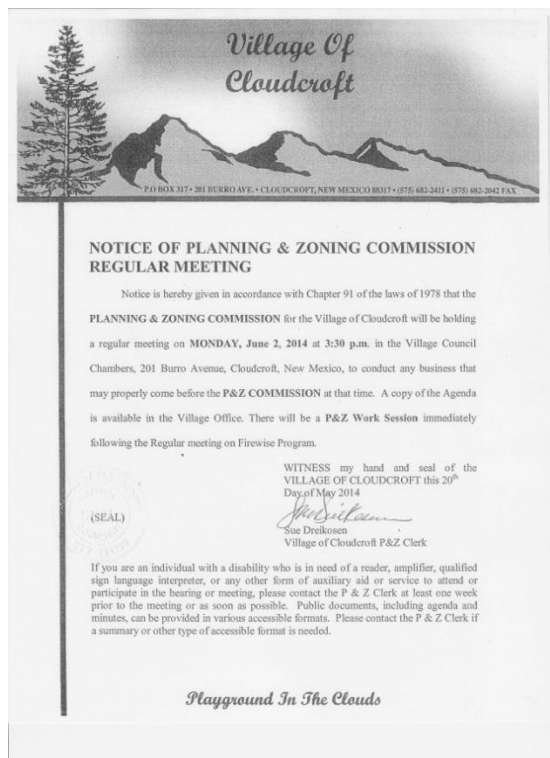 Village Of
Cloudcroft
P.O BOX 317 • 201 BURRO AVE. • CLOUDCROFT, NEW MEXICO 88317 • (575) 682-2411 • (575) 682-2042 FAX
NOTICE OF PLANNING & ZONING COMMISSION
REGULAR MEETING
Notice is hereby given in accordance with Chapter 91 of the laws of 1978 that the
PLANNING & ZONING COMMISSION for the Village of Cloudcroft will be holding
a regular meeting on MONDAY, June 2, 2014 at 3:30 p.m. in the Village Council
Chambers, 201 Burro Avenue, Cloudcroft, New Mexico, to conduct any business that
may properly come before the P&Z COMMISSION at that time. A copy of the Agenda
is available in the Village Office. There will be a P&Z Work Session immediately
following the Regular meeting on Firewise Program.
WITNESS my hand and seal of the
VILLAGE OF CLOUDCROFT this 20th
Day of May 2014
(SEAL)
Sue Dreikosen
Sue Dreikosen
Village of Cloudcroft P&Z Clerk
If you are an individual with a disability who is in need of a reader, amplifier, qualified
sign language interpreter, or any other form of auxiliary aid or service to attend or
participate in the hearing or meeting, please contact the P & Z Clerk at least one week
prior to the meeting or as soon as possible. Public documents, including agenda and
minutes, can be provided in various accessible formats. Please contact the P & Z Clerk if
a summary or other type of accessible format is needed.
Playground In The Clouds